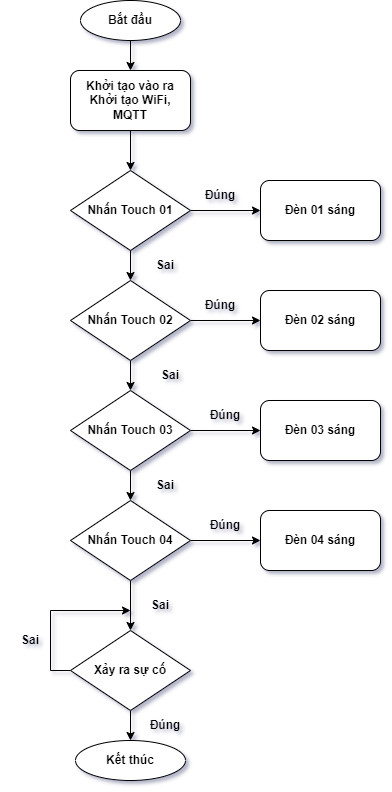 Bắt đầu
Khởi tạo vào ra
Khởi tạo WiFi,
MQTT
Nhấn Touch 01
Đúng
Đèn 01 sáng
Sai
Nhấn Touch 02
Đúng
Đèn 02 sáng
Sai
Nhấn Touch 03
Đúng
Đèn 03 sáng
Sai
Nhấn Touch 04
Đúng
Đèn 04 sáng
Sai
Sai
Xảy ra sự cố
Đúng
Kết thúc